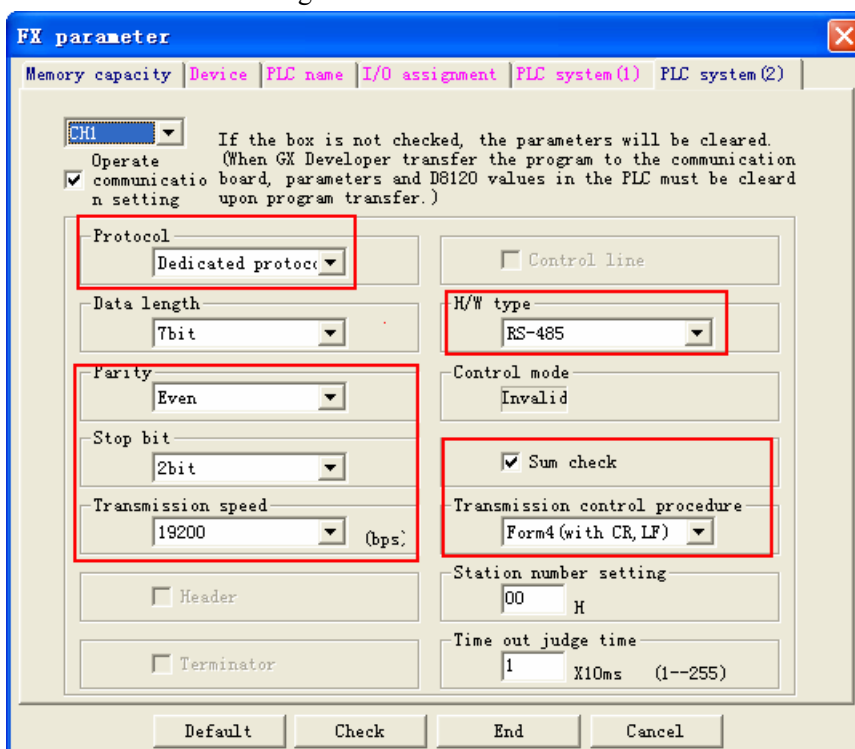 FX parameter
Memory capacity Device PLC name I/O assignment PLC system(1) PLC system(2)
CH1
If the box is not checked, the parameters will be cleared.
Operate (When GX Developer transfer the program to the communication
communicatio board, parameters and D8120 values in the PLC must be cleard
n setting upon program transfer.)
Protocol
Dedicated protoc
Control line
Data length H/W type
7bit RS-485
Parity Control mode
Even Invalid
Stop bit
2bit Sum check
Transmission speed Transmission control procedure
19200 (bps) Form4(with CR,LF)
Station number setting
Header 00 H
Time out judge time
Terminator 1 X10ms (1--255)
Default Check End Cancel